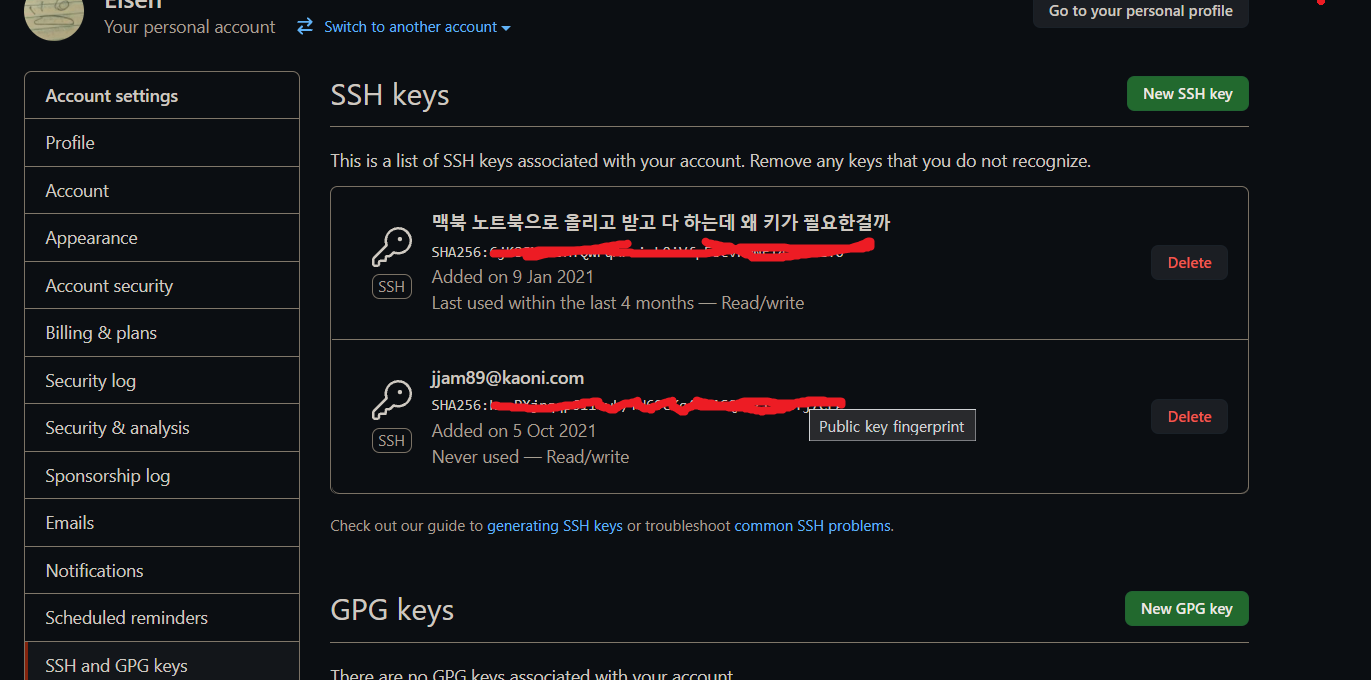 Eisen
Your personal account
Switch to another account
Go to your personal profile
Account settings
Profile
Account
Appearance
Account security
Billing & plans
Security log
Security & analysis
Sponsorship log
Emails
Notifications
Scheduled reminders
SSH and GPG keys
SSH keys
New SSH key
This is a list of SSH keys associated with your account. Remove any keys that you do not recognize.
맥북 노트북으로 올리고 받고 다 하는데 왜 키가 필요한걸까
SHA256:
SSH
Added on 9 Jan 2021
Last used within the last 4 months — Read/write
Delete
jjam89@kaoni.com
SHA256:
Public key fingerprint
SSH
Added on 5 Oct 2021
Never used — Read/write
Delete
Check out our guide to generating SSH keys or troubleshoot common SSH problems.
GPG keys
New GPG key
There are no GPG keys associated with your account.